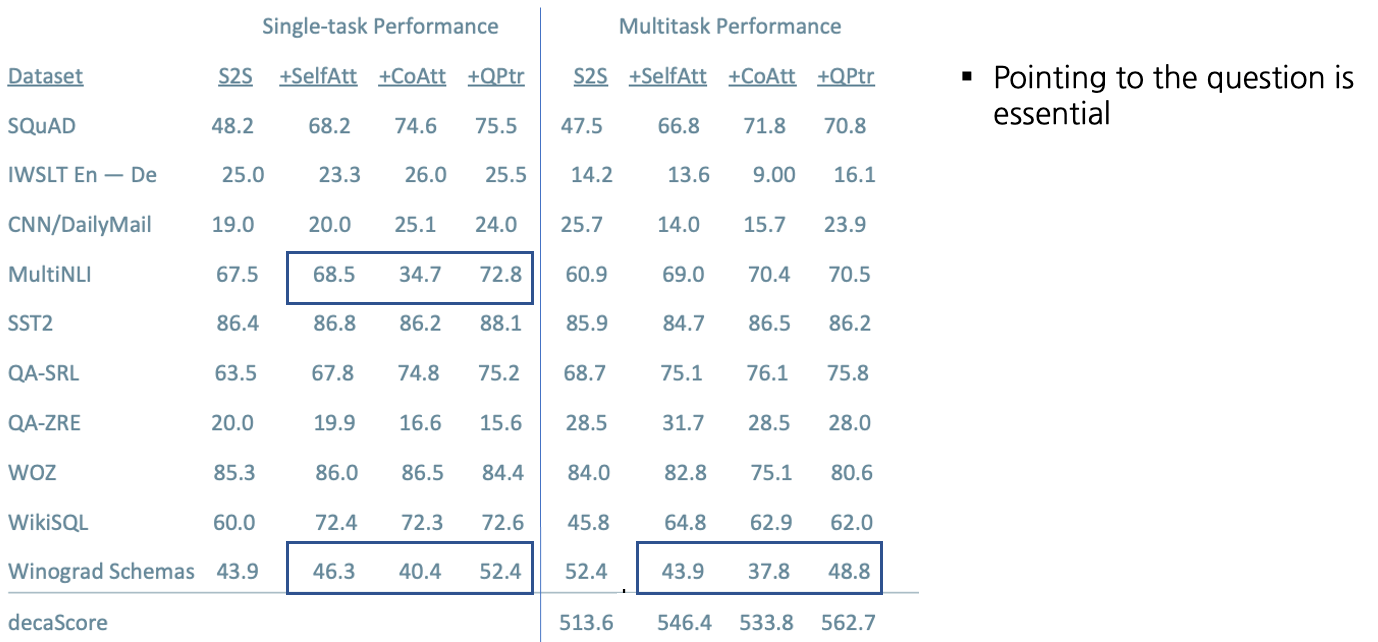 Single-task Performance Multitask Performance
Dataset S2S +SelfAtt +CoAtt +QPtr S2S +SelfAtt +CoAtt +QPtr
SQuAD 48.2 68.2 74.6 75.5 47.5 66.8 71.8 70.8
IWSLT En — De 25.0 23.3 26.0 25.5 14.2 13.6 9.00 16.1
CNN/DailyMail 19.0 20.0 25.1 24.0 25.7 14.0 15.7 23.9
MultiNLI 67.5 68.5 34.7 72.8 60.9 69.0 70.4 70.5
SST2 86.4 86.8 86.2 88.1 85.9 84.7 86.5 86.2
QA-SRL 63.5 67.8 74.8 75.2 68.7 75.1 76.1 75.8
QA-ZRE 20.0 19.9 16.6 15.6 28.5 31.7 28.5 28.0
WOZ 85.3 86.0 86.5 84.4 84.0 82.8 75.1 80.6
WikiSQL 60.0 72.4 72.3 72.6 45.8 64.8 62.9 62.0
Winograd Schemas 43.9 46.3 40.4 52.4 52.4 43.9 37.8 48.8
decaScore 513.6 546.4 533.8 562.7
▪ Pointing to the question is
essential